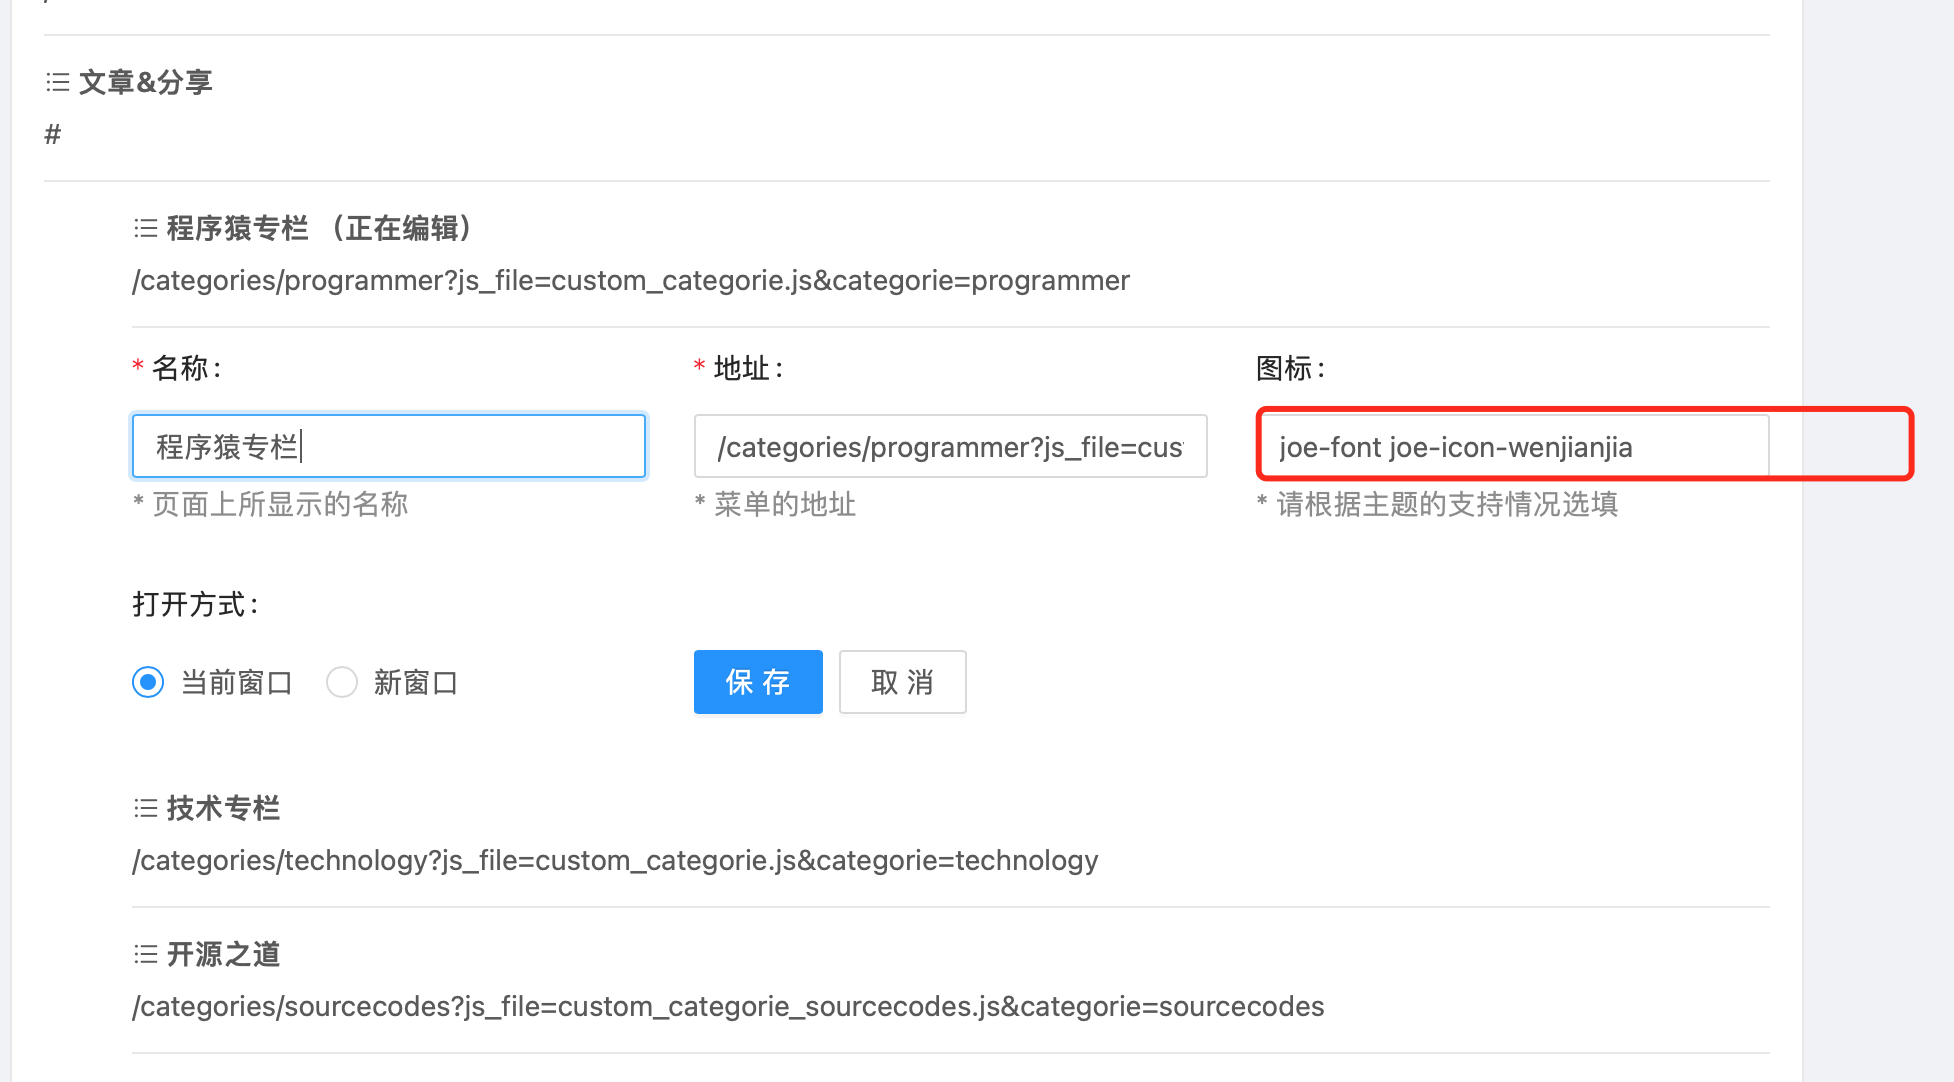 文章&分享
#
程序猿专栏 （正在编辑）
/categories/programmer?js_file=custom_categorie.js&categorie=programmer
* 名称： * 地址： 图标：
程序猿专栏 /categories/programmer?js_file=cus joe-font joe-icon-wenjianjia
* 页面上所显示的名称 * 菜单的地址 * 请根据主题的支持情况选填
打开方式：
当前窗口 新窗口 保存 取消
技术专栏
/categories/technology?js_file=custom_categorie.js&categorie=technology
开源之道
/categories/sourcecodes?js_file=custom_categorie_sourcecodes.js&categorie=sourcecodes